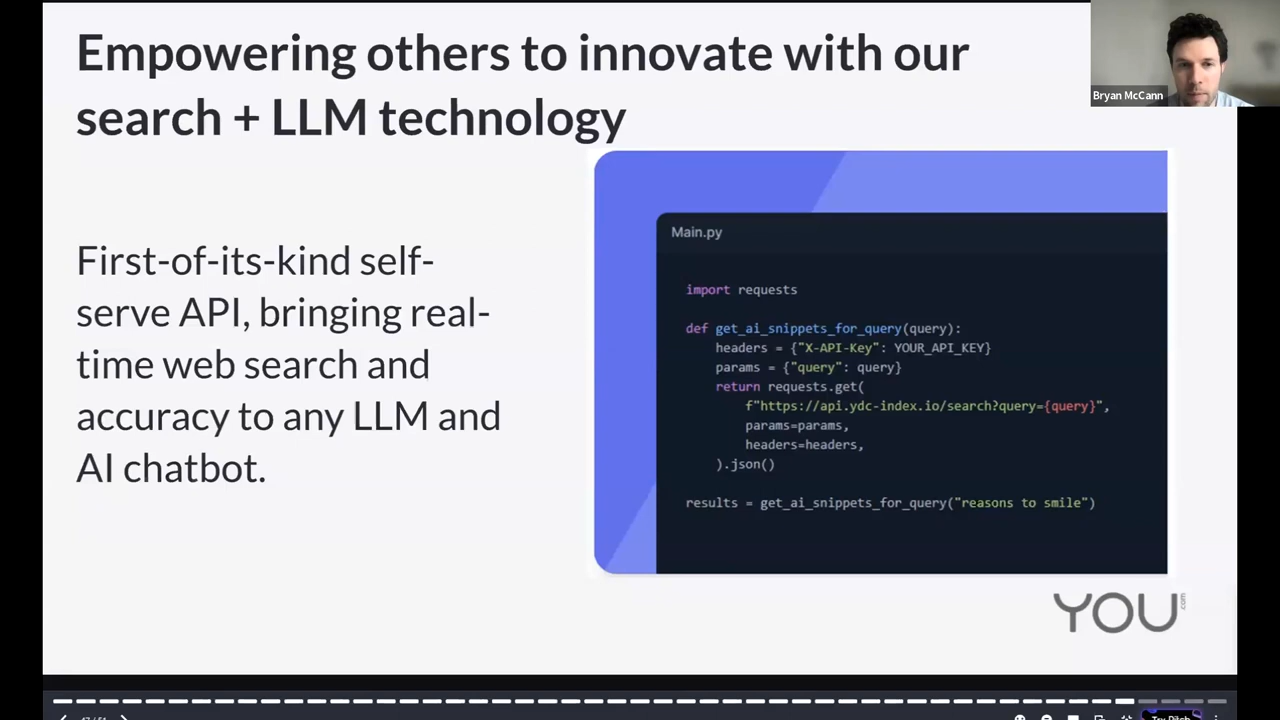 Empowering others to innovate with our
search + LLM technology
Bryan McCann
First-of-its-kind self-
serve API, bringing real-
time web search and
accuracy to any LLM and
AI chatbot.
Main.py
import requests
def get_ai_snippets_for_query(query):
headers = {"X-API-Key": YOUR_API_KEY}
params = {"query": query}
return requests.get(
f"https://api.ydc-index.io/search?query={query}",
params=params,
headers=headers,
).json()
results = get_ai_snippets_for_query("reasons to smile")
YOU.com